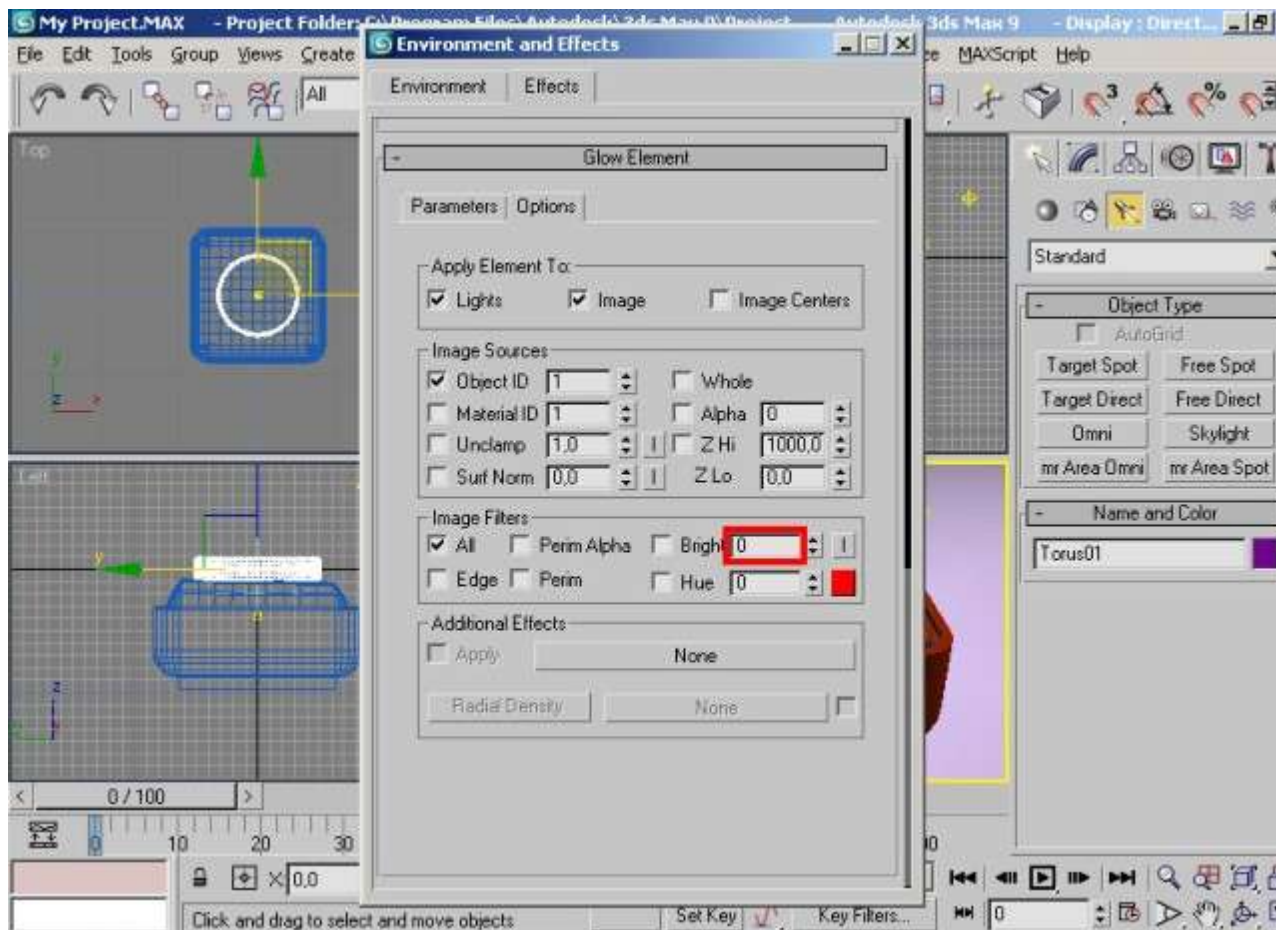 My Project.MAX - Project Folder: Autodesk 3ds Max 9 - Display : Direct...
Environment and Effects
File Edit Tools Group Views Create MAXScript Help
Environment Effects
All
Top
- Glow Element
Parameters Options
Apply Element To:
Lights Image Image Centers
Standard
- Object Type
AutoGrid
Image Sources
Object ID 1 Whole
Target Spot Free Spot
Material ID 1 Alpha 0
Target Direct Free Direct
Unclamp 1,0 I Z Hi 1000,0
Omni Skylight
Surf Norm 0,0 I Z Lo 0,0
mr Area Omni mr Area Spot
Left
Image Filters
- Name and Color
All Perim Alpha Bright 0 I
Torus01
Edge Perim Hue 0
Additional Effects
Apply None
Radial Density None
0 / 100
0 10 20 30
X 0,0
Click and drag to select and move objects
Set Key Key Filters... 0